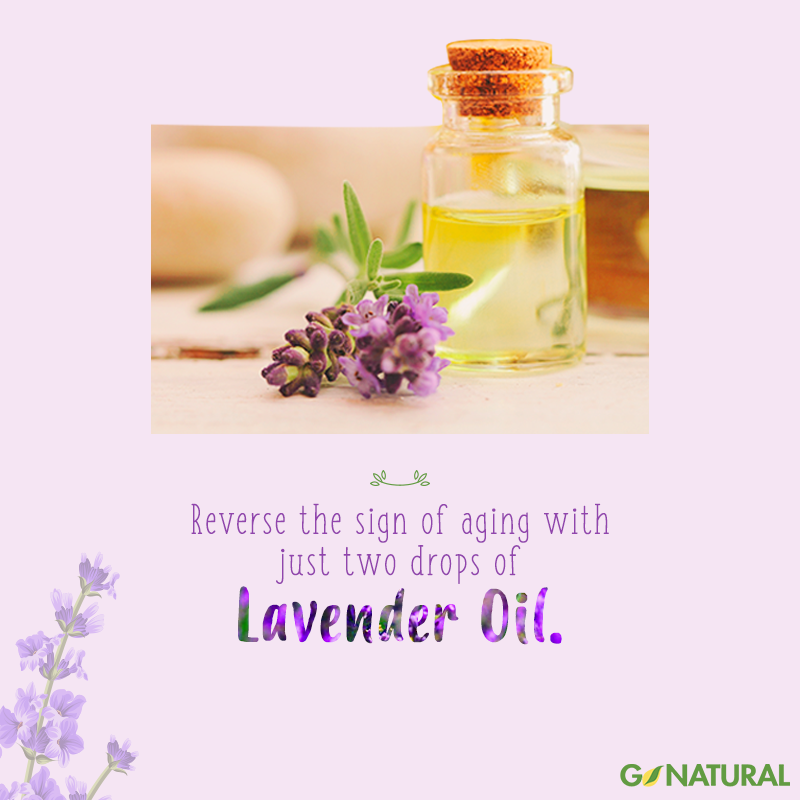 Reverse the sign of aging with
just two drops of
Lavender Oil.
GO NATURAL